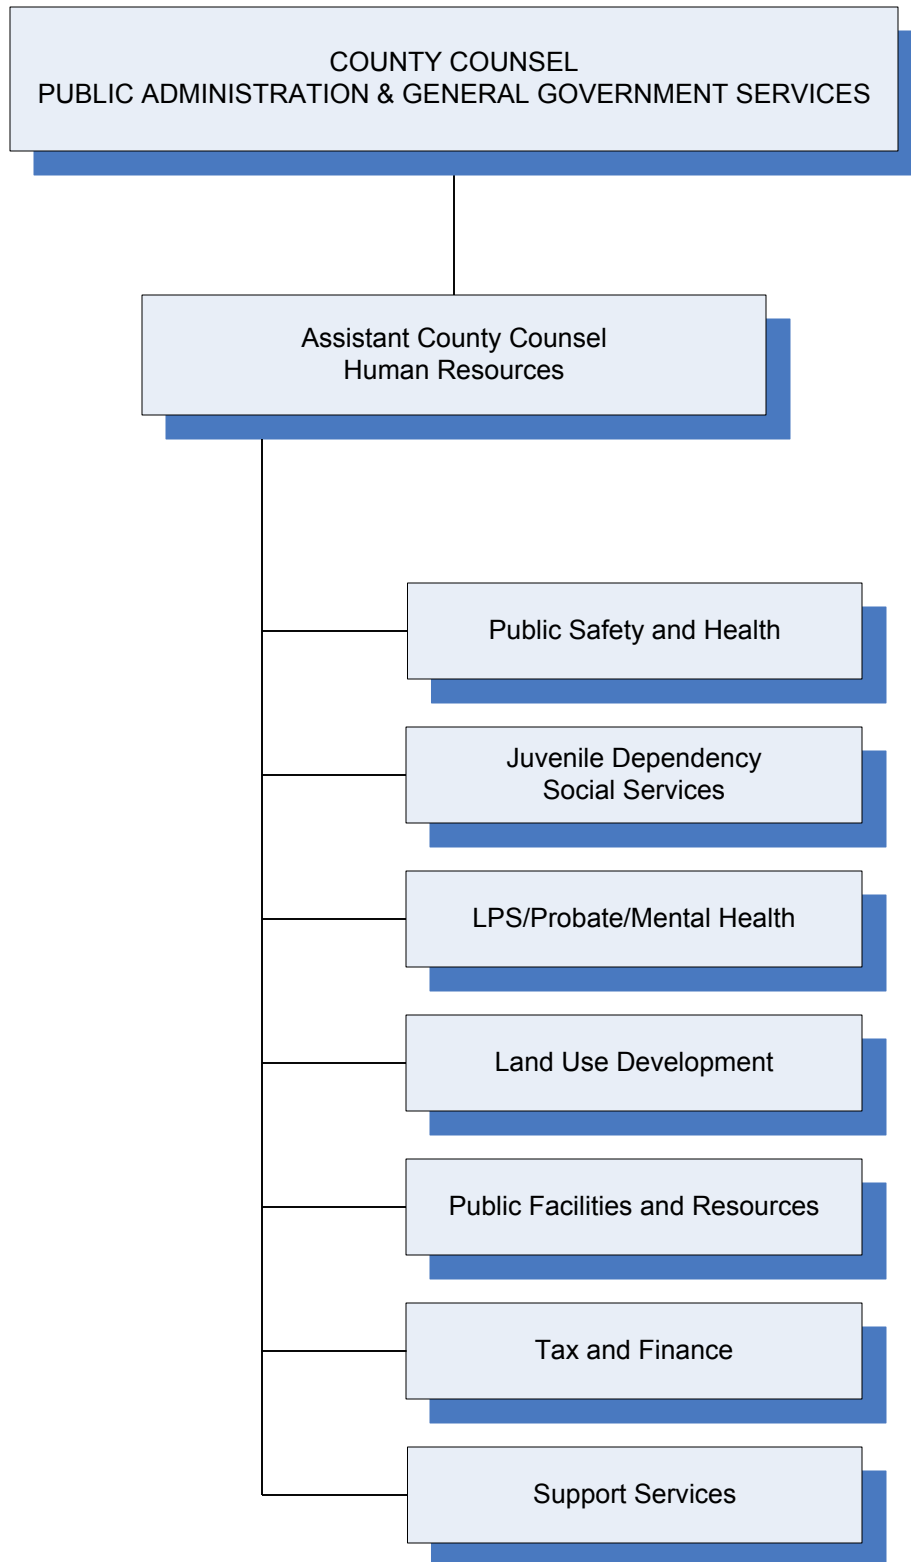 COUNTY COUNSEL
PUBLIC ADMINISTRATION & GENERAL GOVERNMENT SERVICES
Assistant County Counsel
Human Resources
Public Safety and Health
Juvenile Dependency
Social Services
LPS/Probate/Mental Health
Land Use Development
Public Facilities and Resources
Tax and Finance
Support Services